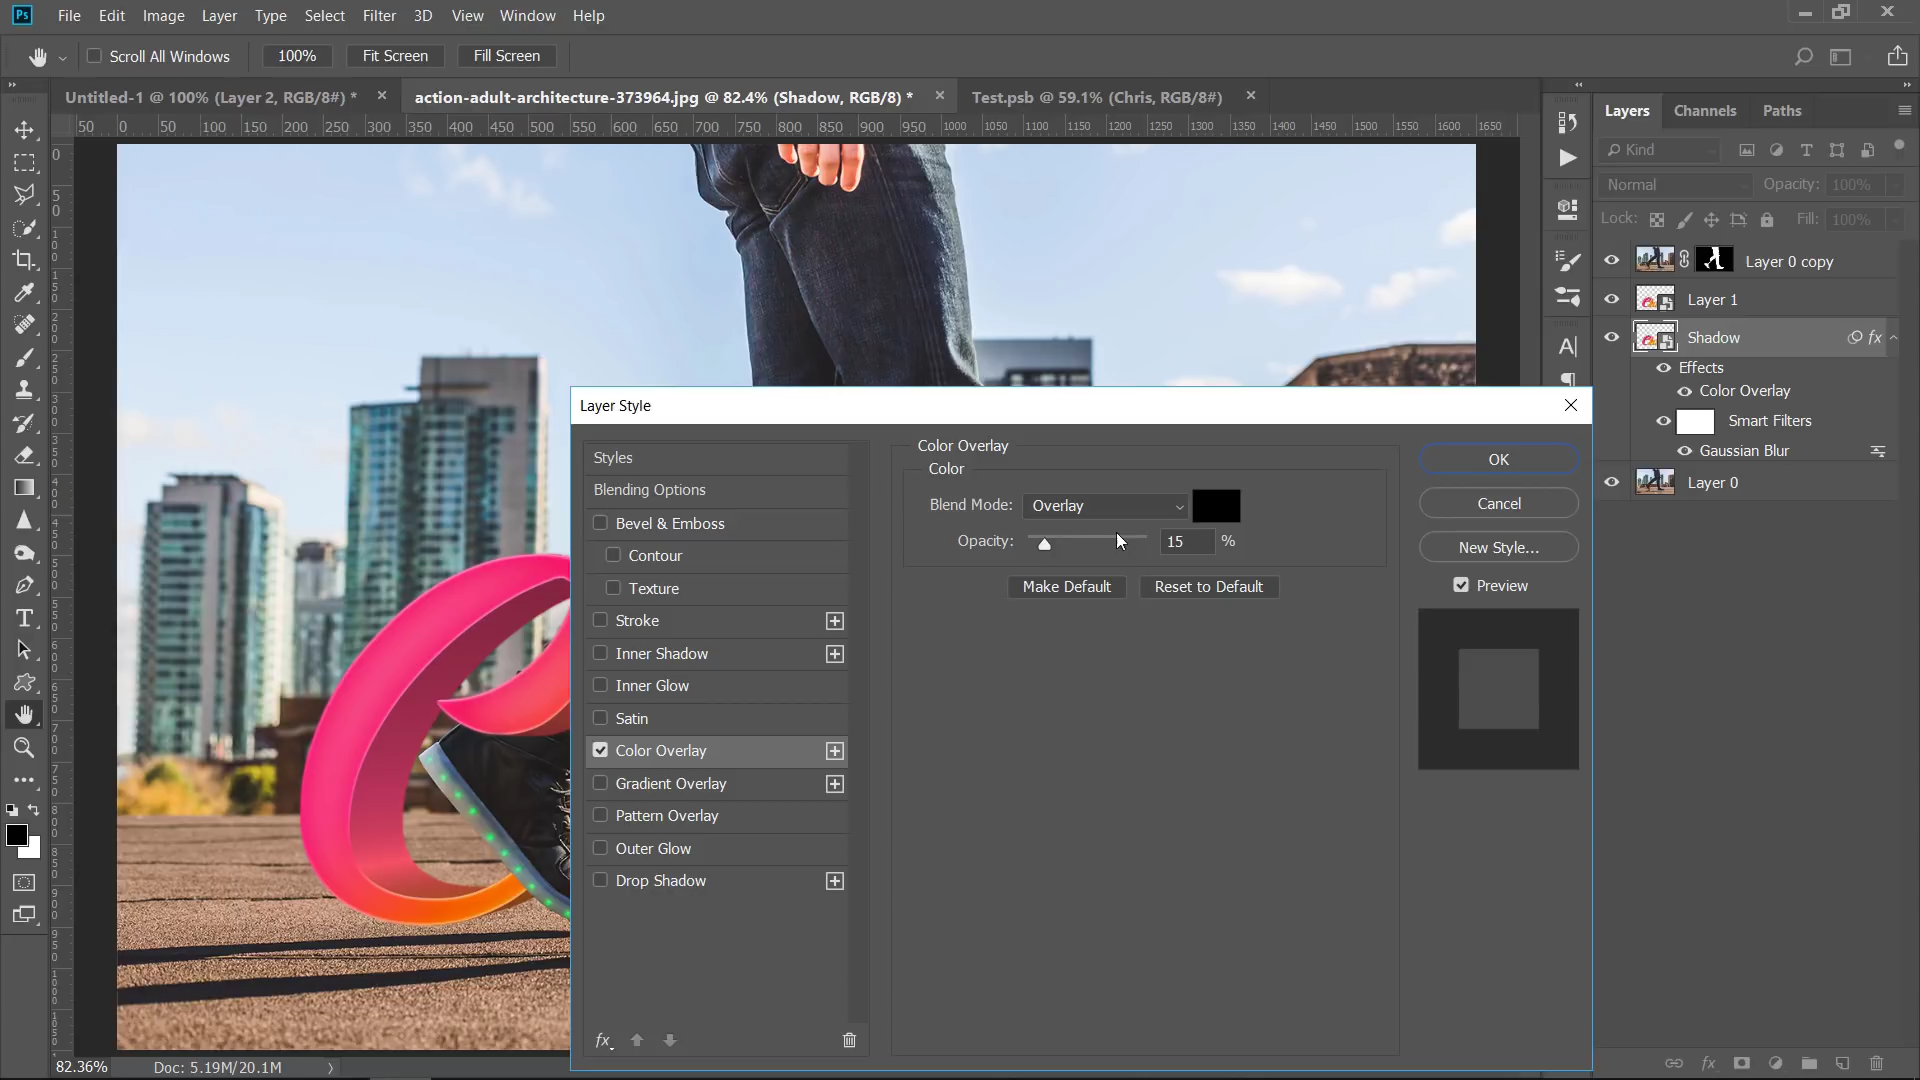 Ps File Edit Image Layer Type Select Filter 3D View Window Help
Scroll All Windows 100% Fit Screen Fill Screen
Untitled-1 @ 100% (Layer 2, RGB/8#) * action-adult-architecture-373964.jpg @ 82.4% (Shadow, RGB/8) * Test.psb @ 59.1% (Chris, RGB/8#)
50 0 50 100 150 200 250 300 350 400 450 500 550 600 650 700 750 800 850 900 950 1000 1050 1100 1150 1200 1250 1300 1350 1400 1450 1500 1550 1600 1650
Layers Channels Paths
Kind
Normal Opacity: 100%
Lock: Fill: 100%
Layer 0 copy
Layer 1
Shadow fx
Effects
Color Overlay
Smart Filters
Gaussian Blur
Layer 0
Layer Style
Styles
Blending Options
Bevel & Emboss
Contour
Texture
Stroke
Inner Shadow
Inner Glow
Satin
Color Overlay
Gradient Overlay
Pattern Overlay
Outer Glow
Drop Shadow
fx
Color Overlay
Color
Blend Mode: Overlay
Opacity: 15 %
Make Default Reset to Default
OK
Cancel
New Style...
Preview
82.36% Doc: 5.19M/20.1M
fx